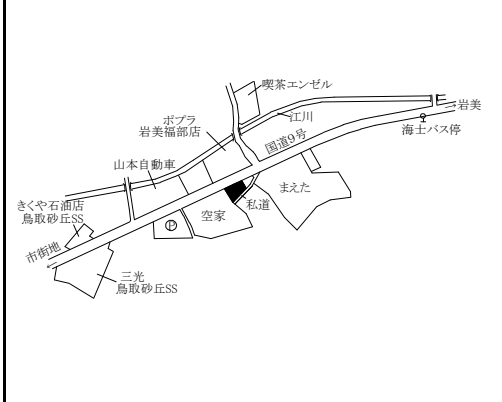 喫茶エンゼル
岩美
江川
ポプラ
岩美福部店
海士バス停
国道9号
山本自動車
まえた
きくや石油店
鳥取砂丘SS
私道
空家
P
市街地
三光
鳥取砂丘SS